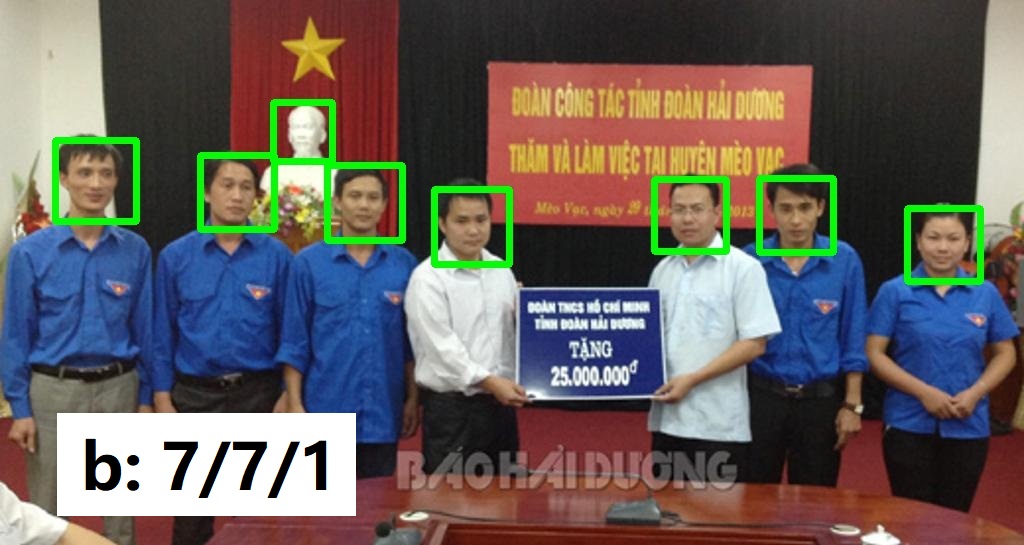 ĐOÀN CÔNG TÁC TỈNH ĐOÀN HẢI DƯƠNG
THĂM VÀ LÀM VIỆC TẠI HUYỆN MÈO VẠC
Mèo Vạc, ngày 29 2013
ĐOÀN TNCS HỒ CHÍ MINH
TỈNH ĐOÀN HẢI DƯƠNG
TẶNG
25.000.000đ
b: 7/7/1
BÁO HẢI DƯƠNG